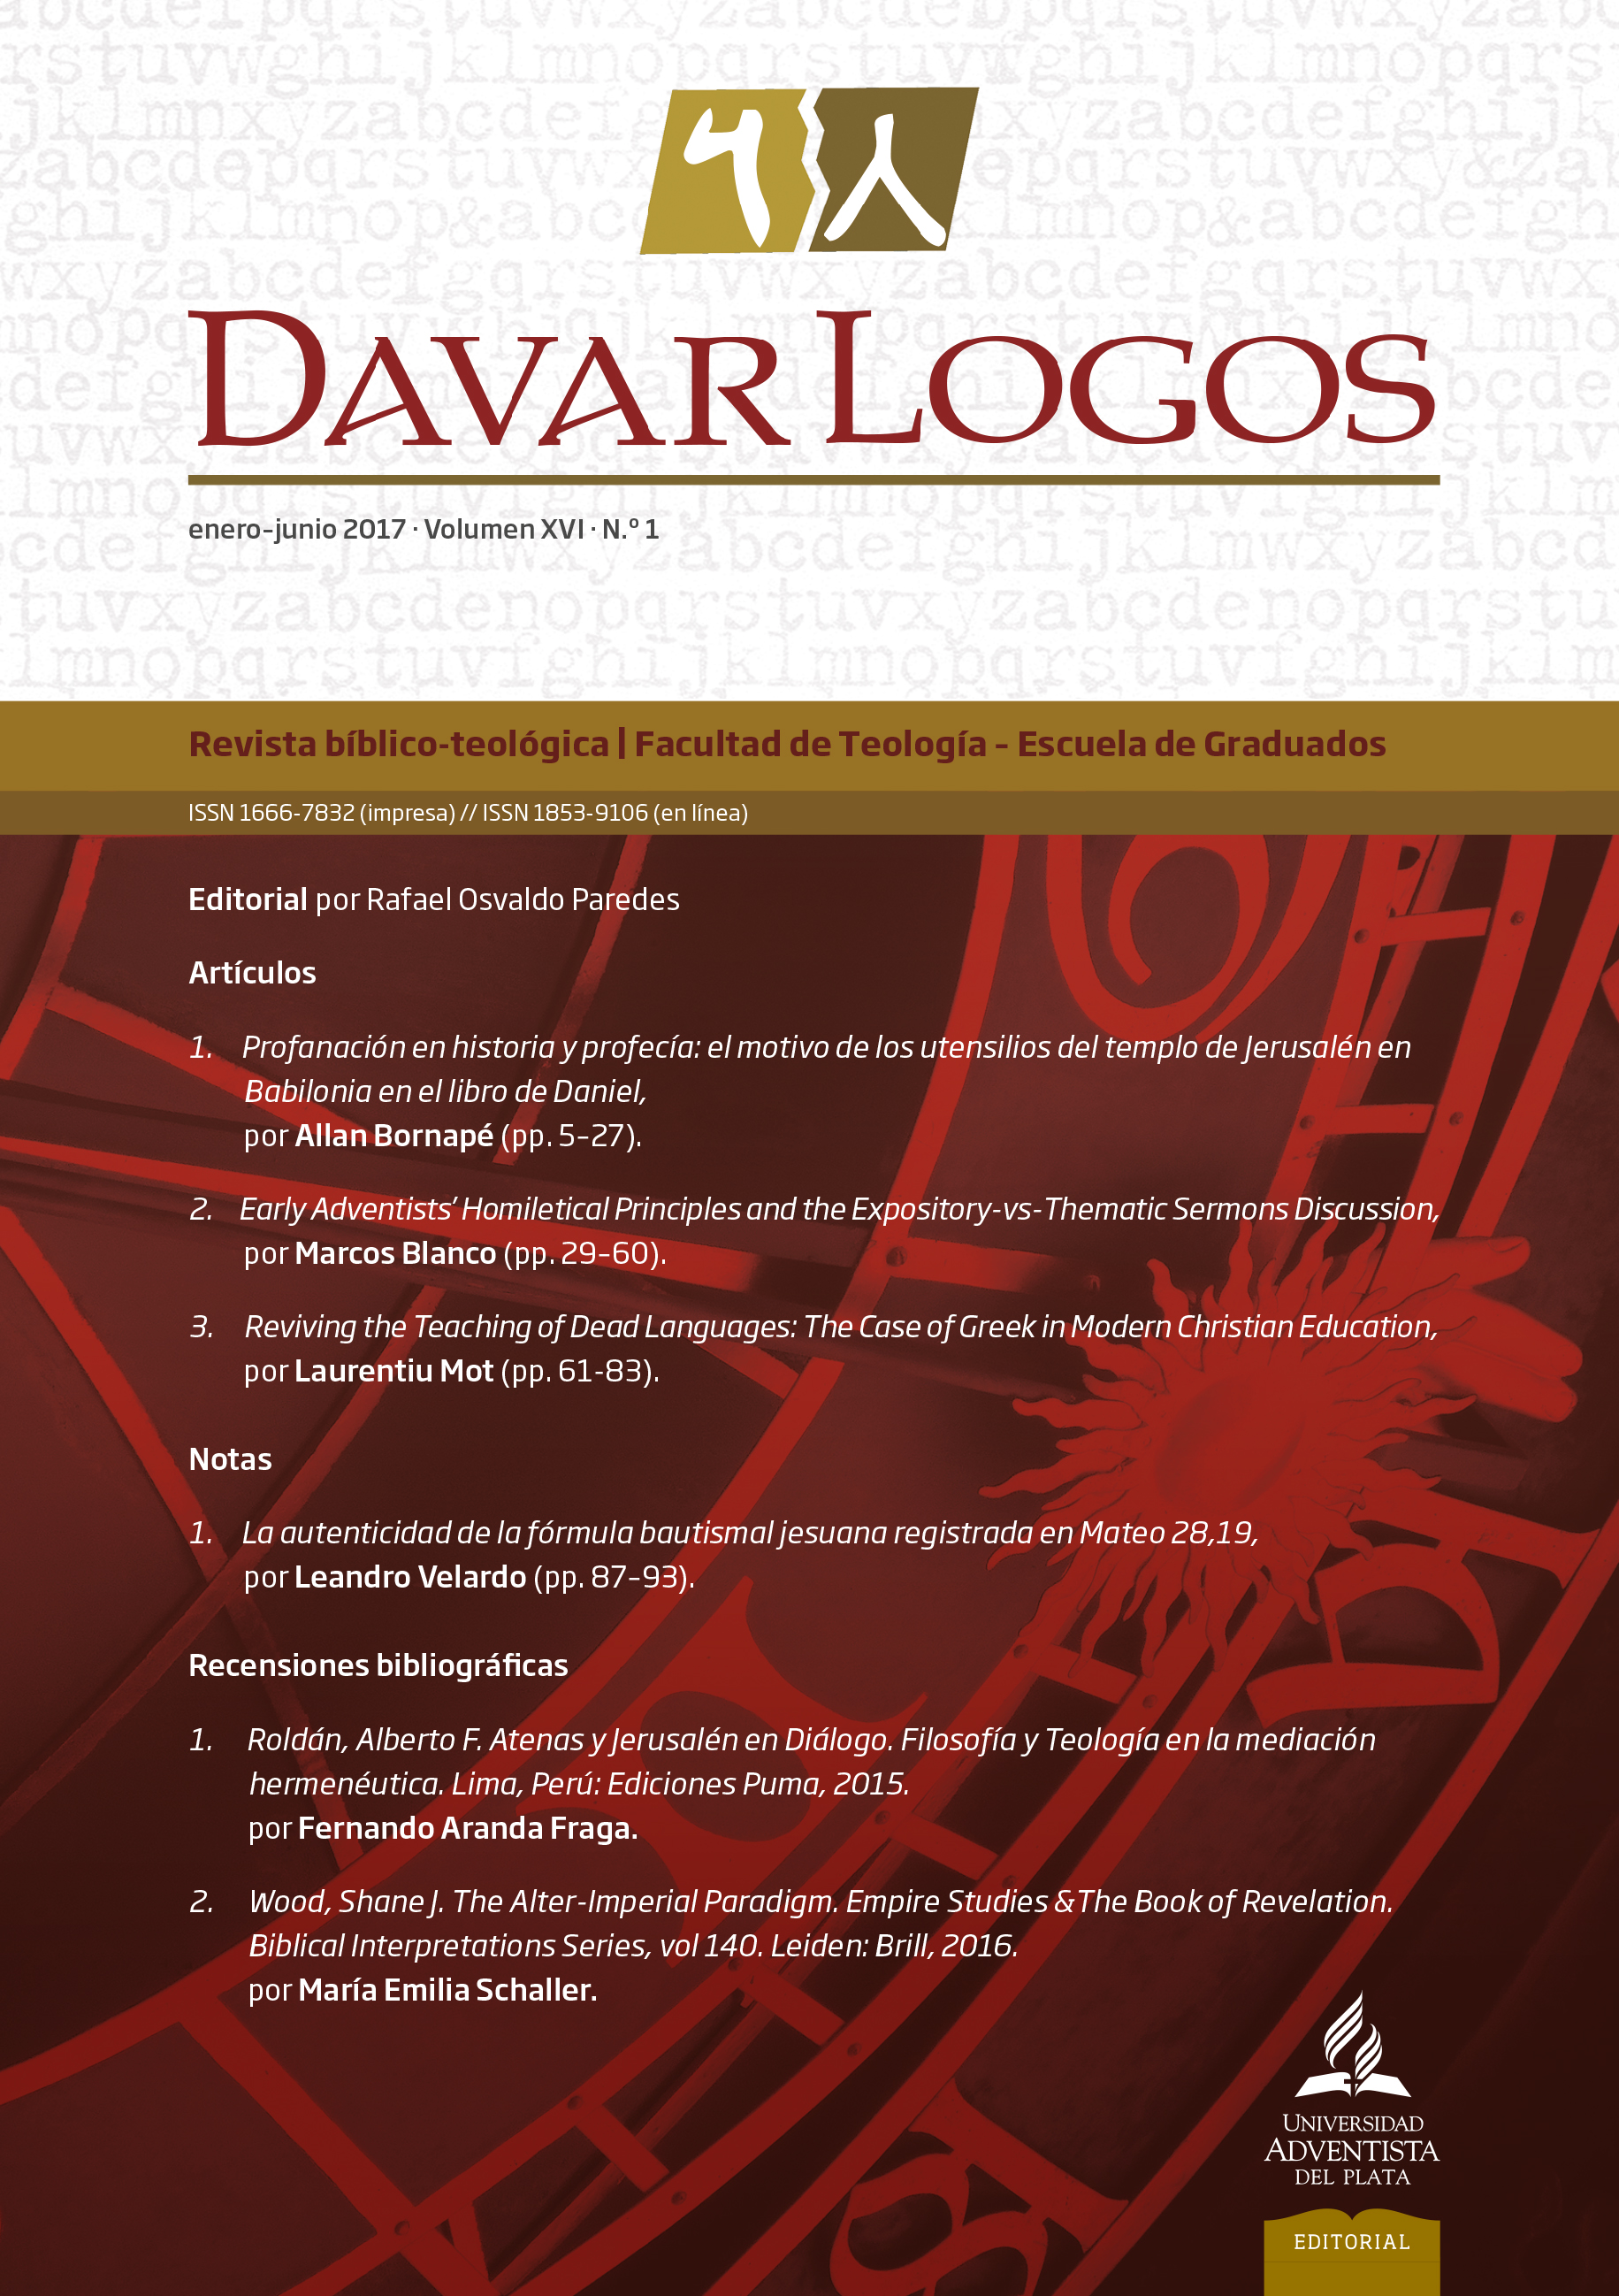 DAVAR LOGOS
enero-junio 2017 · Volumen XVI · N.º 1
Revista bíblico-teológica | Facultad de Teología – Escuela de Graduados
ISSN 1666-7832 (impresa) // ISSN 1853-9106 (en línea)
Editorial por Rafael Osvaldo Paredes
Artículos
1. Profanación en historia y profecía: el motivo de los utensilios del templo de Jerusalén en
Babilonia en el libro de Daniel,
por Allan Bornapé (pp. 5–27).
2. Early Adventists’ Homiletical Principles and the Expository-vs-Thematic Sermons Discussion,
por Marcos Blanco (pp. 29–60).
3. Reviving the Teaching of Dead Languages: The Case of Greek in Modern Christian Education,
por Laurentiu Mot (pp. 61-83).
Notas
1. La autenticidad de la fórmula bautismal jesuana registrada en Mateo 28,19,
por Leandro Velardo (pp. 87–93).
Recensiones bibliográficas
1. Roldán, Alberto F. Atenas y Jerusalén en Diálogo. Filosofía y Teología en la mediación
hermenéutica. Lima, Perú: Ediciones Puma, 2015.
por Fernando Aranda Fraga.
2. Wood, Shane J. The Alter-Imperial Paradigm. Empire Studies &The Book of Revelation.
Biblical Interpretations Series, vol 140. Leiden: Brill, 2016.
por María Emilia Schaller.
UNIVERSIDAD
ADVENTISTA
DEL PLATA
EDITORIAL